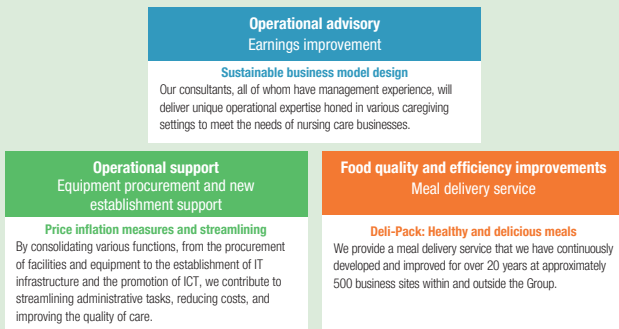 Operational advisory
Earnings improvement
Sustainable business model design
Our consultants, all of whom have management experience, will
deliver unique operational expertise honed in various caregiving
settings to meet the needs of nursing care businesses.
Operational support
Equipment procurement and new
establishment support
Price inflation measures and streamlining
By consolidating various functions, from the procurement
of facilities and equipment to the establishment of IT
infrastructure and the promotion of ICT, we contribute to
streamlining administrative tasks, reducing costs, and
improving the quality of care.
Food quality and efficiency improvements
Meal delivery service
Deli-Pack: Healthy and delicious meals
We provide a meal delivery service that we have continuously
developed and improved for over 20 years at approximately
500 business sites within and outside the Group.